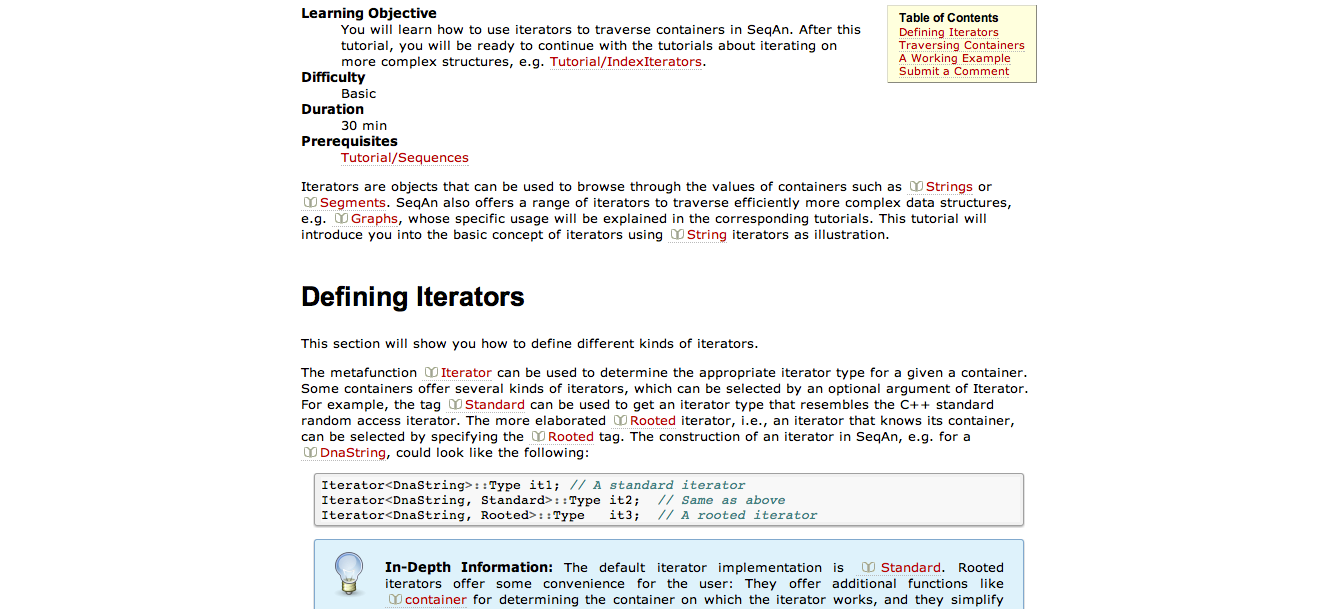 Learning Objective
You will learn how to use iterators to traverse containers in SeqAn. After this
tutorial, you will be ready to continue with the tutorials about iterating on
more complex structures, e.g. Tutorial/IndexIterators.
Difficulty
Basic
Duration
30 min
Prerequisites
Tutorial/Sequences
Table of Contents
Defining Iterators
Traversing Containers
A Working Example
Submit a Comment
Iterators are objects that can be used to browse through the values of containers such as Strings or
Segments. SeqAn also offers a range of iterators to traverse efficiently more complex data structures,
e.g. Graphs, whose specific usage will be explained in the corresponding tutorials. This tutorial will
introduce you into the basic concept of iterators using String iterators as illustration.
Defining Iterators
This section will show you how to define different kinds of iterators.
The metafunction Iterator can be used to determine the appropriate iterator type for a given a container.
Some containers offer several kinds of iterators, which can be selected by an optional argument of Iterator.
For example, the tag Standard can be used to get an iterator type that resembles the C++ standard
random access iterator. The more elaborated Rooted iterator, i.e., an iterator that knows its container,
can be selected by specifying the Rooted tag. The construction of an iterator in SeqAn, e.g. for a
DnaString, could look like the following:
Iterator<DnaString>::Type it1; // A standard iterator
Iterator<DnaString, Standard>::Type it2;  // Same as above
Iterator<DnaString, Rooted>::Type   it3;  // A rooted iterator
In-Depth Information: The default iterator implementation is Standard. Rooted
iterators offer some convenience for the user: They offer additional functions like
container for determining the container on which the iterator works, and they simplify